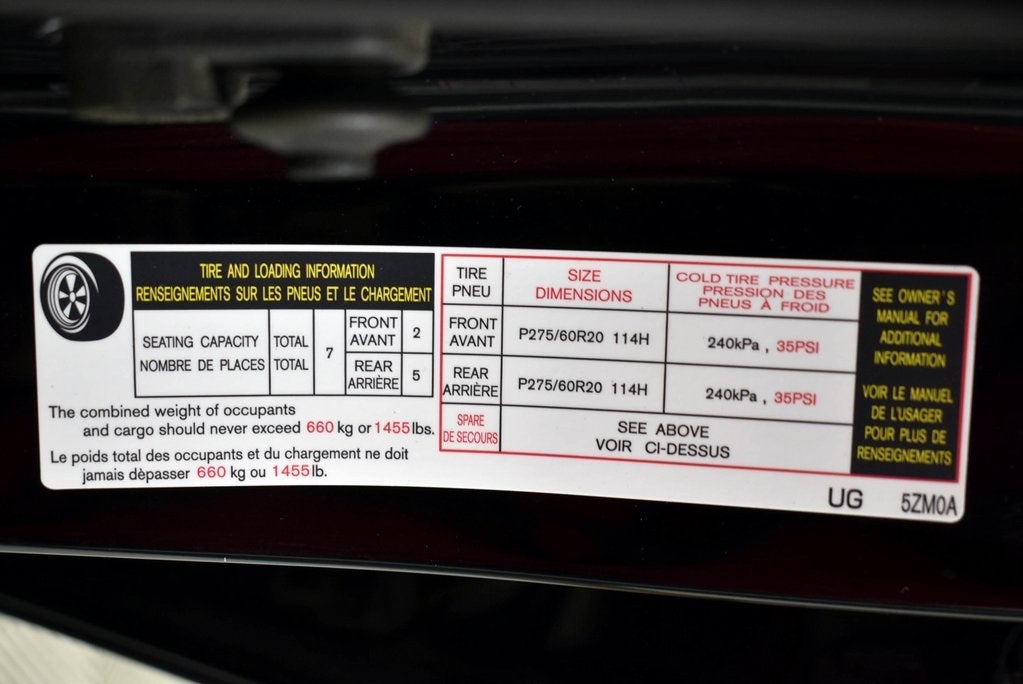 TIRE AND LOADING INFORMATION
RENSEIGNEMENTS SUR LES PNEUS ET LE CHARGEMENT
SEATING CAPACITY
NOMBRE DE PLACES
TOTAL
TOTAL
7
FRONT
AVANT
2
REAR
ARRIÈRE
5
The combined weight of occupants
and cargo should never exceed 660 kg or 1455 lbs.
Le poids total des occupants et du chargement ne doit
jamais dèpasser 660 kg ou 1455 lb.
TIRE
PNEU
SIZE
DIMENSIONS
COLD TIRE PRESSURE
PRESSION DES
PNEUS À FROID
FRONT
AVANT
P275/60R20 114H
240kPa , 35PSI
REAR
ARRIÈRE
P275/60R20 114H
240kPa , 35PSI
SPARE
DE SECOURS
SEE ABOVE
VOIR CI-DESSUS
SEE OWNER'S
MANUAL FOR
ADDITIONAL
INFORMATION
VOIR LE MANUEL
DE L'USAGER
POUR PLUS DE
RENSEIGNEMENTS
UG
5ZM0A